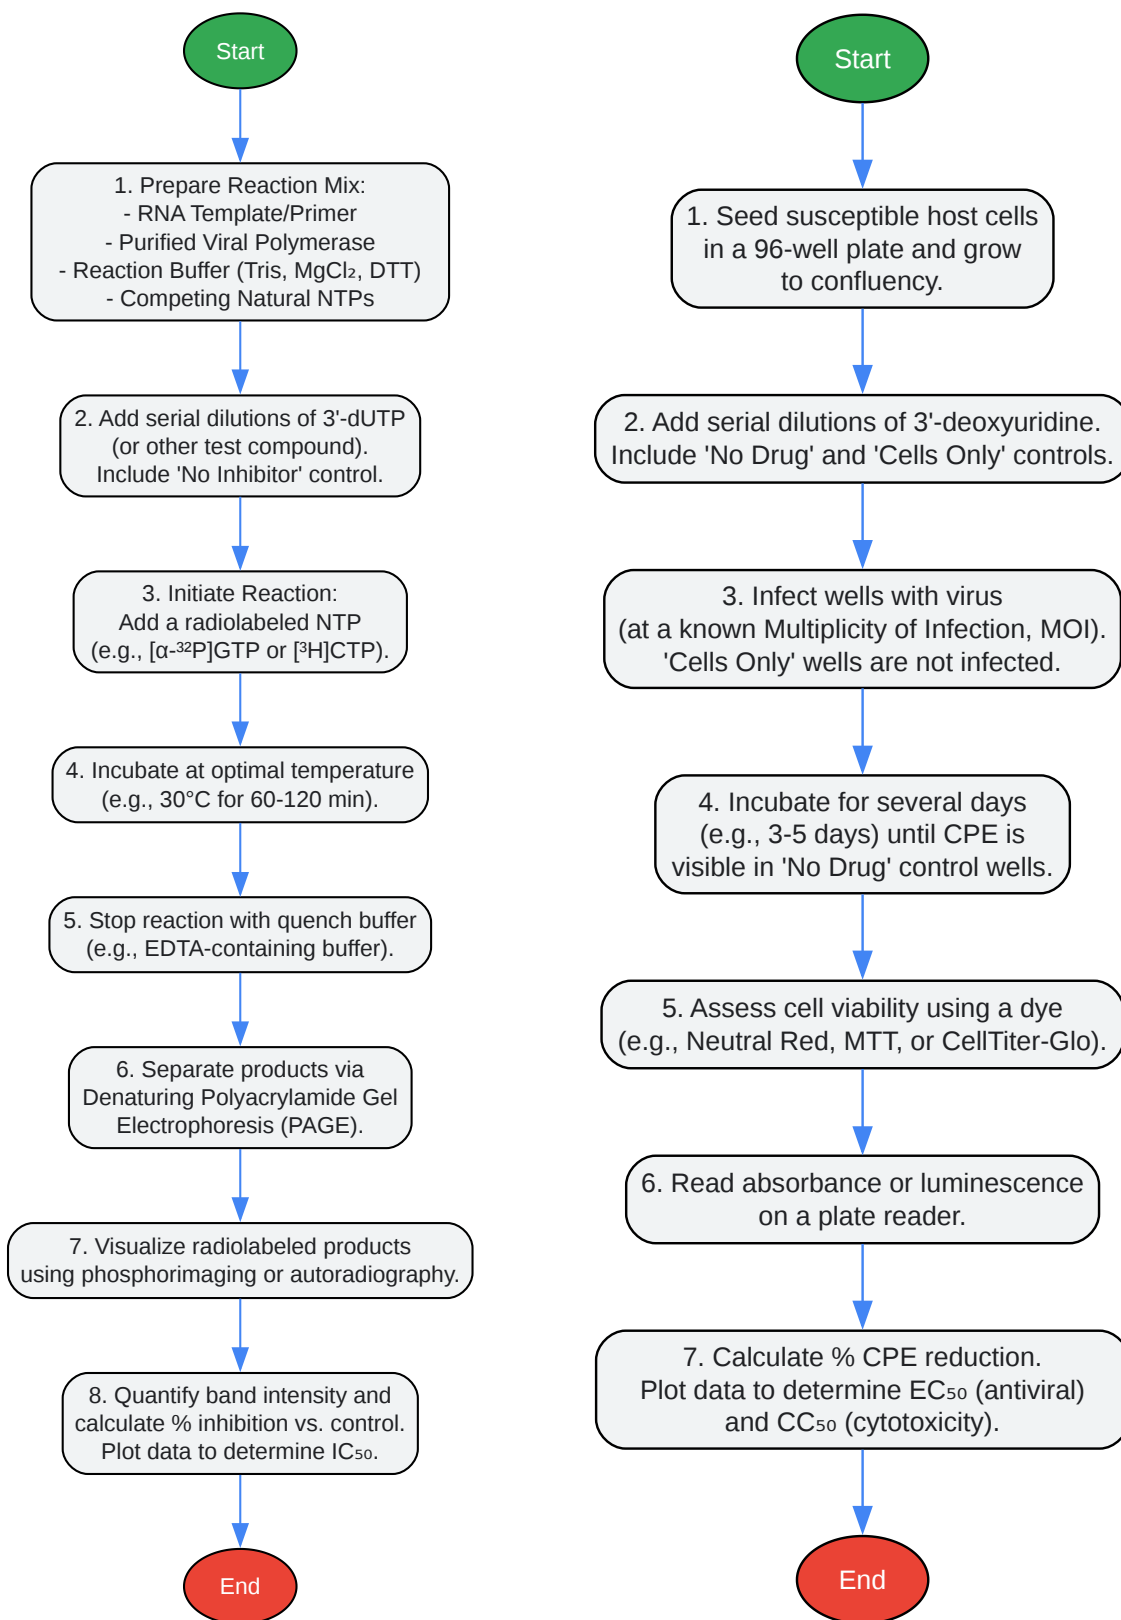 Start
1. Prepare Reaction Mix:
- RNA Template/Primer
- Purified Viral Polymerase
- Reaction Buffer (Tris, MgCl₂, DTT)
- Competing Natural NTPs
2. Add serial dilutions of 3'-dUTP
(or other test compound).
Include 'No Inhibitor' control.
3. Initiate Reaction:
Add a radiolabeled NTP
(e.g., [α-³²P]GTP or [³H]CTP).
4. Incubate at optimal temperature
(e.g., 30°C for 60-120 min).
5. Stop reaction with quench buffer
(e.g., EDTA-containing buffer).
6. Separate products via
Denaturing Polyacrylamide Gel
Electrophoresis (PAGE).
7. Visualize radiolabeled products
using phosphorimaging or autoradiography.
8. Quantify band intensity and
calculate % inhibition vs. control.
Plot data to determine IC₅₀.
End
Start
1. Seed susceptible host cells
in a 96-well plate and grow
to confluency.
2. Add serial dilutions of 3'-deoxyuridine.
Include 'No Drug' and 'Cells Only' controls.
3. Infect wells with virus
(at a known Multiplicity of Infection, MOI).
'Cells Only' wells are not infected.
4. Incubate for several days
(e.g., 3-5 days) until CPE is
visible in 'No Drug' control wells.
5. Assess cell viability using a dye
(e.g., Neutral Red, MTT, or CellTiter-Glo).
6. Read absorbance or luminescence
on a plate reader.
7. Calculate % CPE reduction.
Plot data to determine EC₅₀ (antiviral)
and CC₅₀ (cytotoxicity).
End